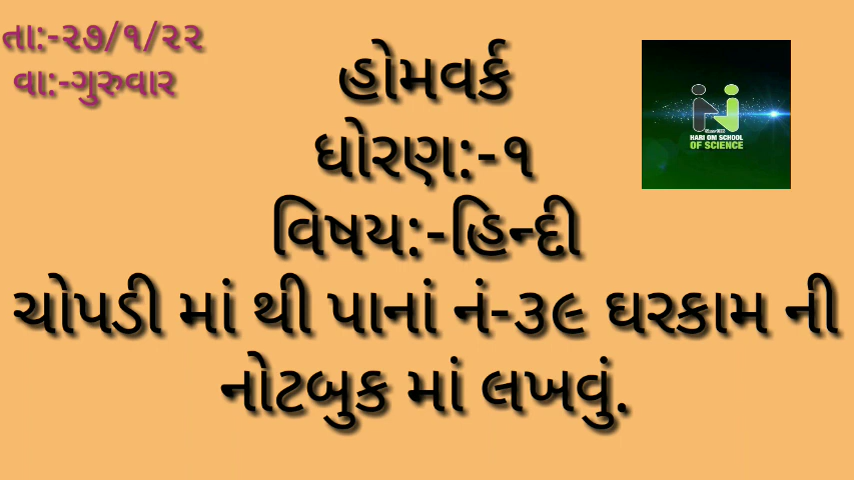 તા:-૨૭/૧/૨૨
વા:-ગુરુવાર
હોમવર્ક
ધોરણ:-૧
વિષય:-હિન્દી
ચોપડી માં થી પાનાં નં-૩૯ ઘરકામ ની
નોટબુક માં લખવું.
HARI OM SCHOOL
OF SCIENCE